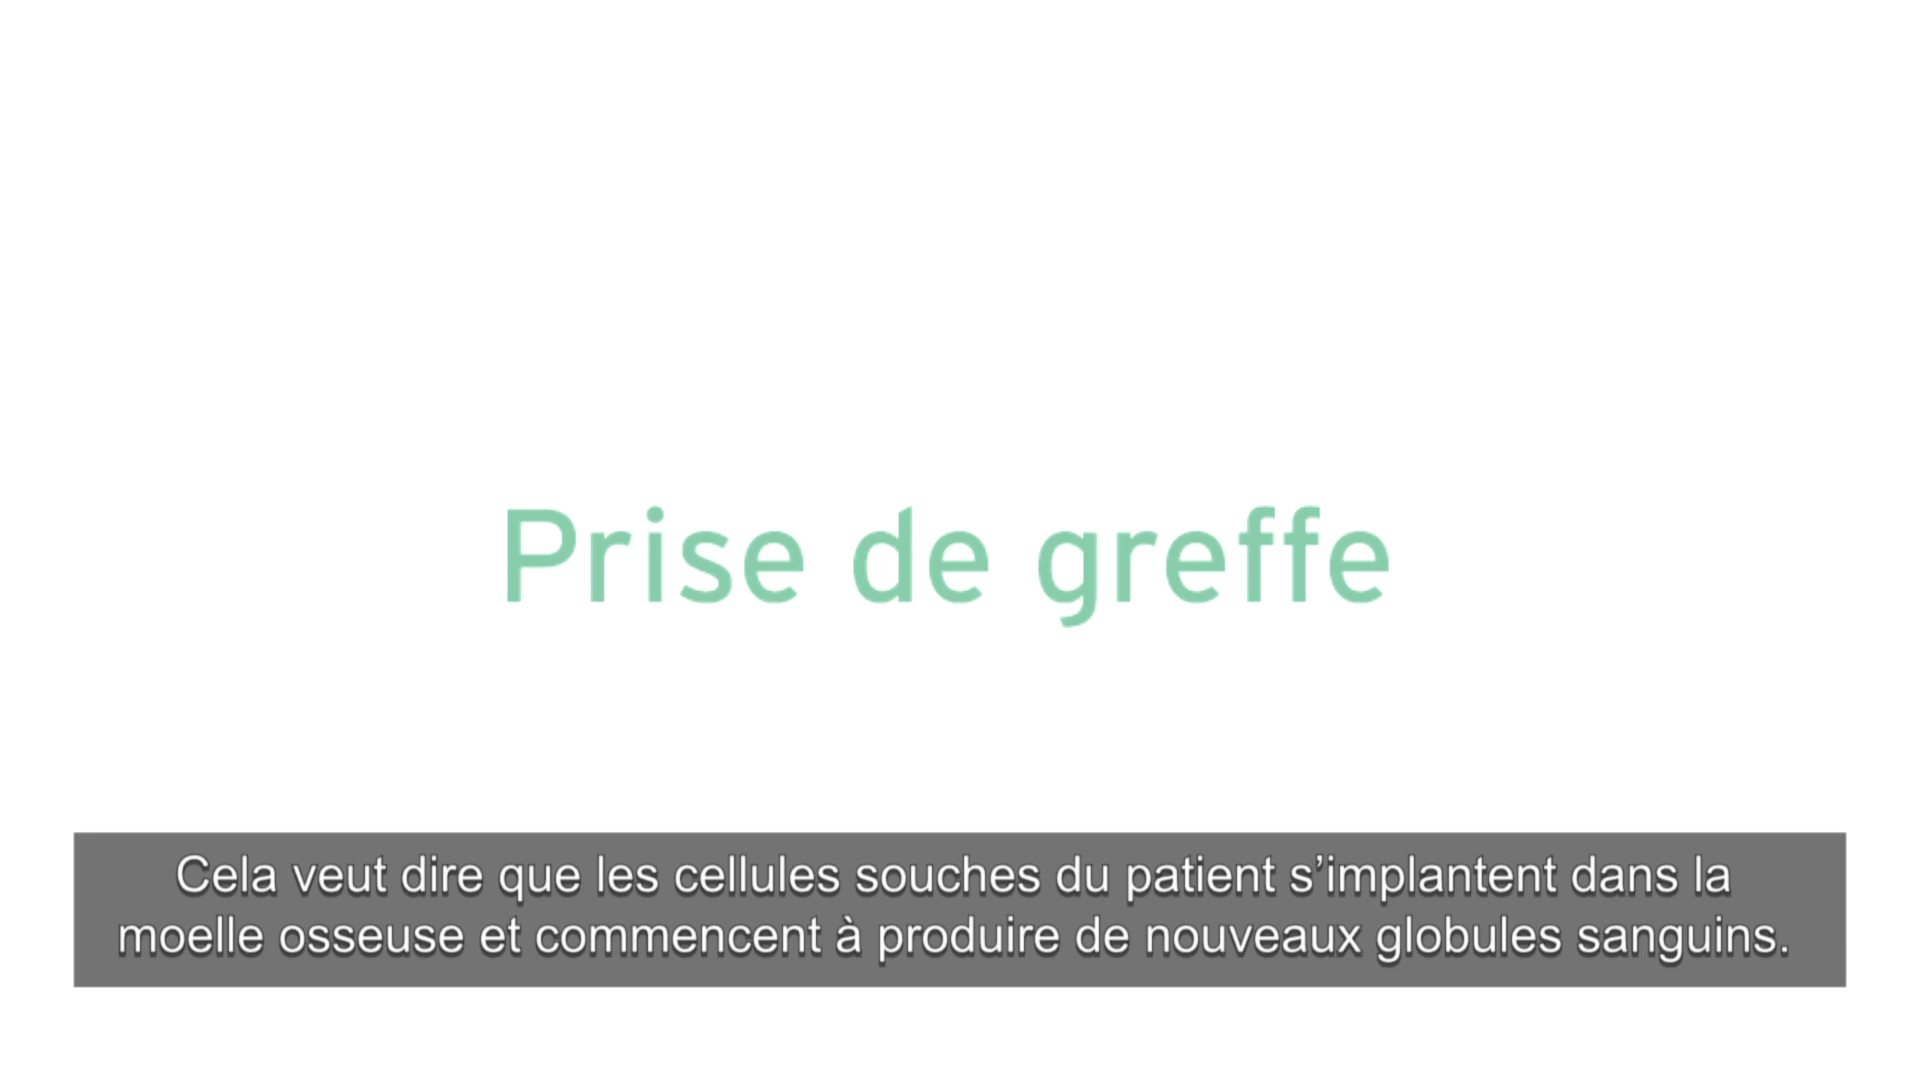 Prise de greffe
Cela veut dire que les cellules souches du patient s’implantent dans la
moelle osseuse et commencent à produire de nouveaux globules sanguins.